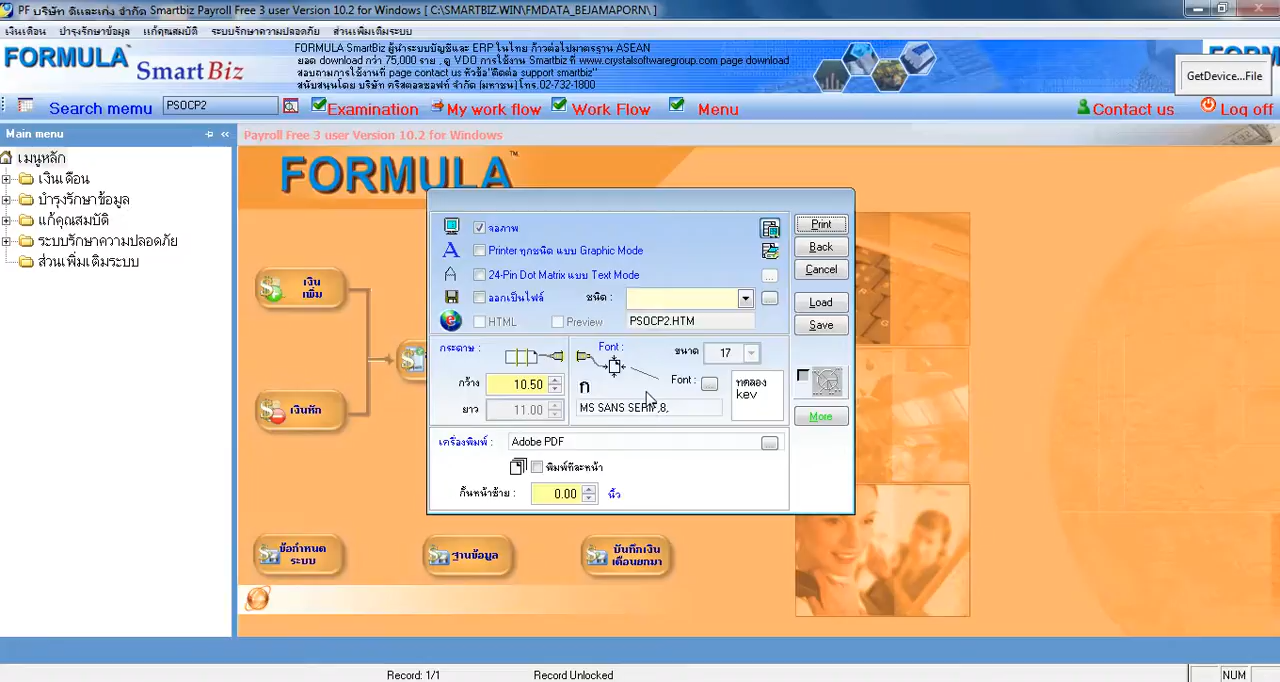 PF บริษัท ดีและเก่ง จำกัด Smartbiz Payroll Free 3 user Version 10.2 for Windows [ C:\SMARTBIZ.WIN\FMDATA_BEJAMAPORN\ ]
เงินเดือน บำรุงรักษาข้อมูล แก้คุณสมบัติ ระบบรักษาความปลอดภัย ส่วนเพิ่มเติมระบบ
FORMULA SmartBiz
FORMULA SmartBiz ผู้นำระบบบัญชีและ ERP ในไทย ก้าวต่อไปมาตรฐาน ASEAN
ยอด download กว่า 75,000 ราย ,ดู VDO การใช้งาน Smartbiz ที่ www.crystalsoftwaregroup.com page download
สอบถามการใช้งานที่ page contact us หัวข้อ"ติดต่อ support smartbiz"
สนับสนุนโดย บริษัท คริสตอลซอฟท์ จำกัด (มหาชน)โทร.02-732-1800
GetDevice...File
Search memu PSOCP2 Examination My work flow Work Flow Menu Contact us Log off
Main menu
Payroll Free 3 user Version 10.2 for Windows
เมนูหลัก
เงินเดือน
บำรุงรักษาข้อมูล
แก้คุณสมบัติ
ระบบรักษาความปลอดภัย
ส่วนเพิ่มเติมระบบ
FORMULA™
เงินเพิ่ม
เงินหัก
จอภาพ
Print
Printer ทุกชนิด แบบ Graphic Mode
Back
24-Pin Dot Matrix แบบ Text Mode
Cancel
ออกเป็นไฟล์ ชนิด :
Load
HTML Preview PSOCP2.HTM
Save
กระดาษ : Font : ขนาด 17
กว้าง 10.50 ก Font : ทดลอง
key
ยาว 11.00 MS SANS SERIF,8,
More
เครื่องพิมพ์ : Adobe PDF
พิมพ์ทีละหน้า
กั้นหน้าซ้าย : 0.00 นิ้ว
ข้อกำหนดระบบ
ฐานข้อมูล
บันทึกเงินเดือนยกมา
Record: 1/1 Record Unlocked NUM